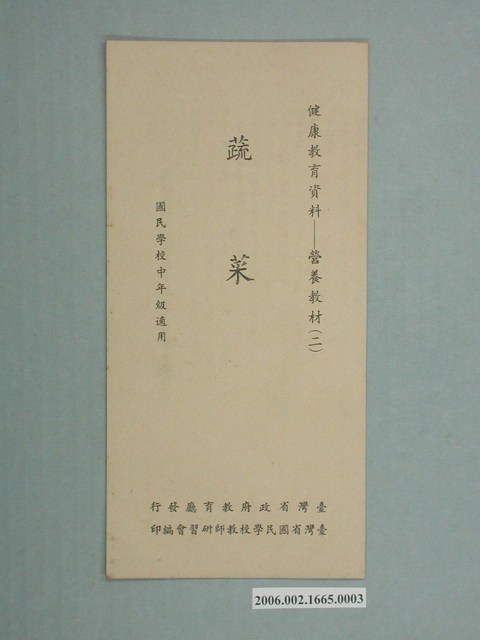 健康教育資料——營養教材(二)
蔬菜
國民學校中年級適用
臺灣省政府教育廳發行
臺灣省國民學校教師研習會編印
2006.002.1665.0003